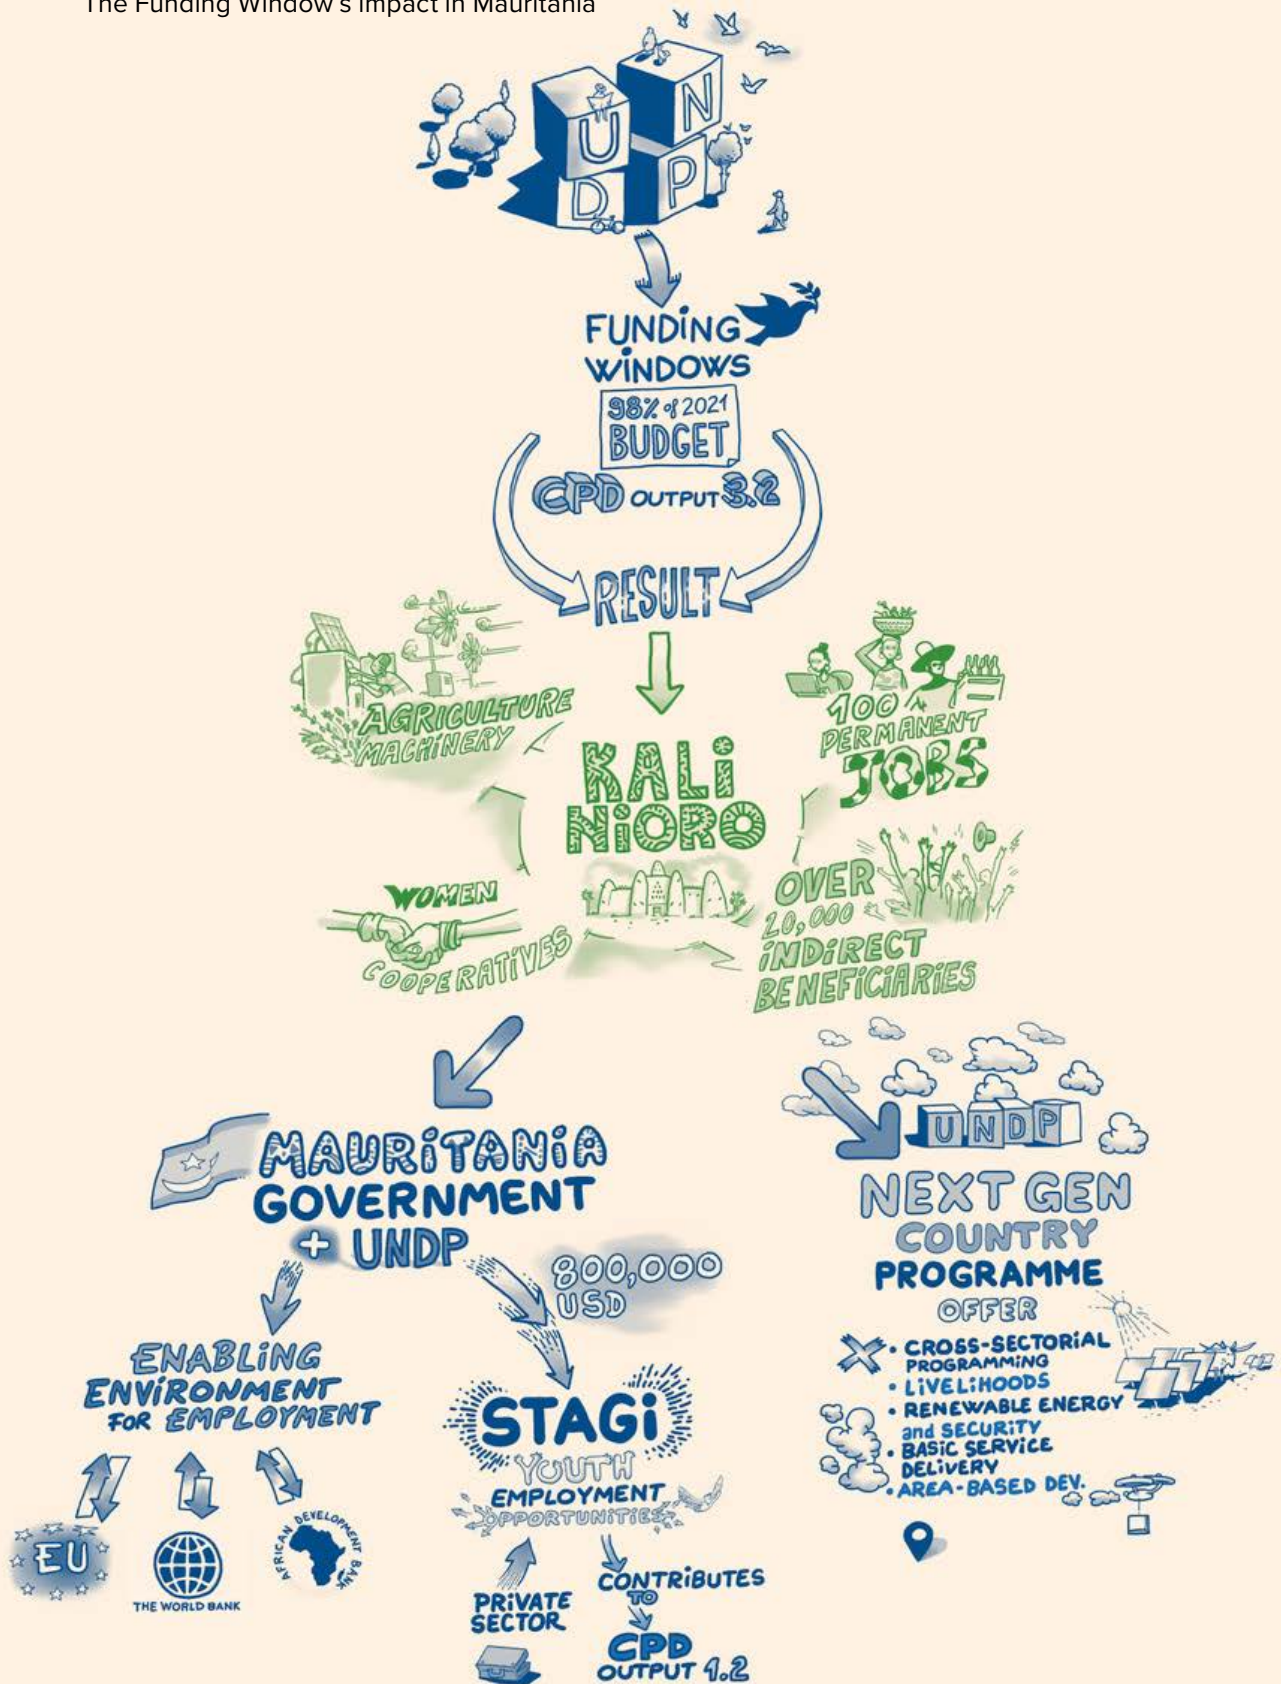 The Funding Window's Impact in Mauritania
U N
D P
FUNDiNG
WiNDOWS
98% of 2021
BUDGET
CPD OUTPUT 3.2
RESULT
AGRICULTURE
MACHiNERY
100
PERMANENT
JOBS
KALi
NiORO
WOMEN
COOPERATiVES
OVER
20,000
iNDiRECT
BENEFiCiARiES
MAURiTANiA
GOVERNMENT
+ UNDP
800,000
USD
ENABLiNG
ENViRONMENT
FOR EMPLOYMENT
EU
THE WORLD BANK
AFRICAN DEVELOPMENT BANK
STAGi
YOUTH
EMPLOYMENT
OPPORTUNiTiES
PRiVATE
SECTOR
CONTRiBUTES
TO
CPD
OUTPUT 1.2
UNDP
NEXT GEN
COUNTRY
PROGRAMME
OFFER
• CROSS-SECTORiAL
PROGRAMMiNG
• LiVELiHOODS
• RENEWABLE ENERGY
and SECURiTY
• BASiC SERViCE
DELiVERY
• AREA-BASED DEV.